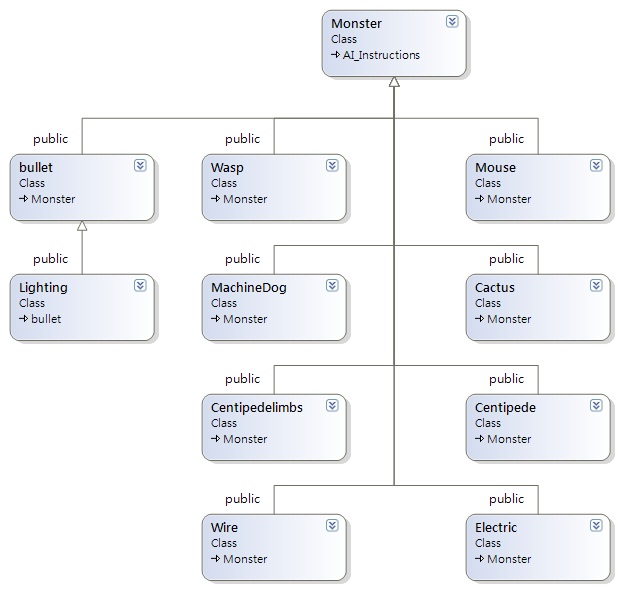 Monster
Class
AI_Instructions
public
public
public
bullet
Class
Monster
Wasp
Class
Monster
Mouse
Class
Monster
public
public
public
Lighting
Class
bullet
MachineDog
Class
Monster
Cactus
Class
Monster
public
public
Centipedelimbs
Class
Monster
Centipede
Class
Monster
public
public
Wire
Class
Monster
Electric
Class
Monster